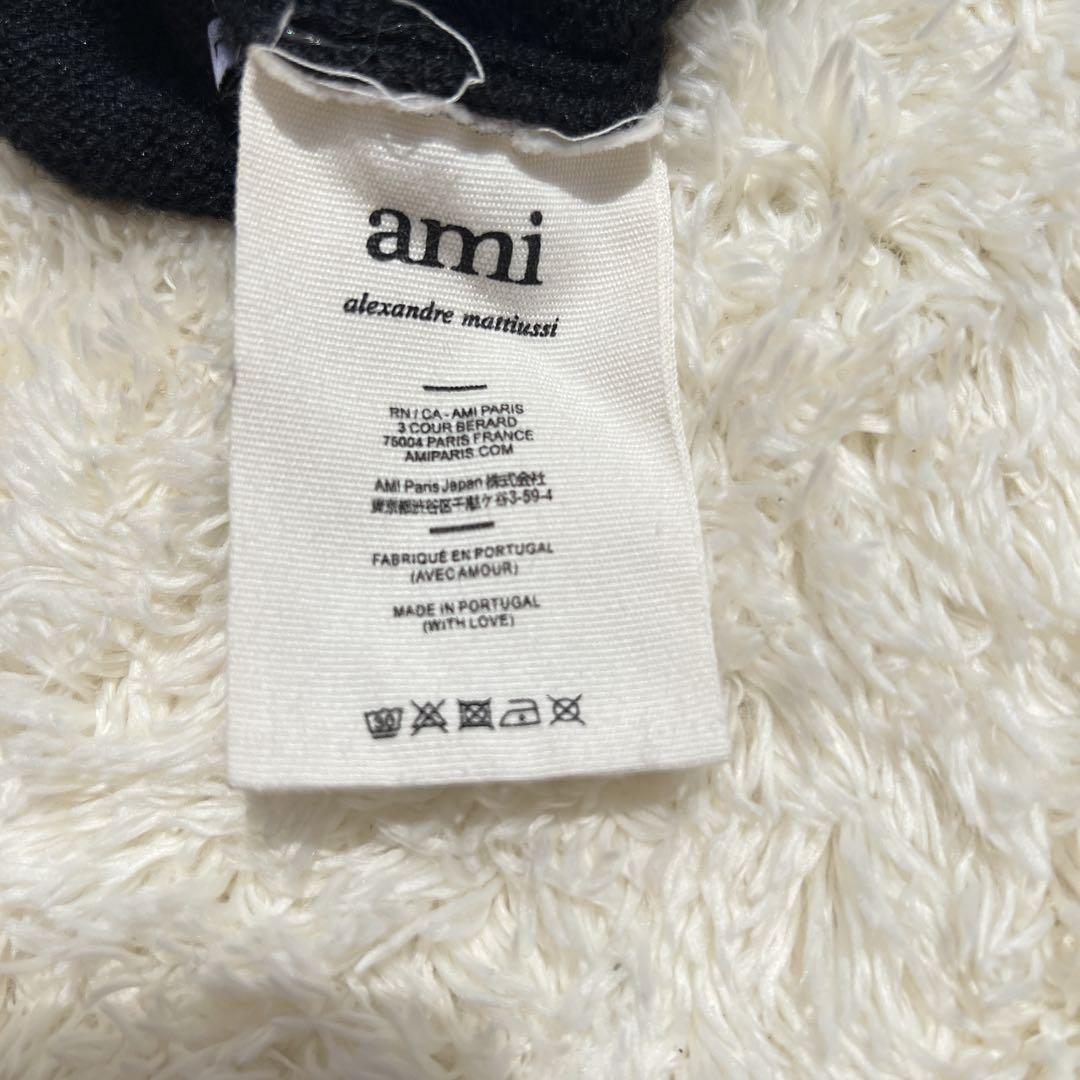 ami
alexandre mattiussi
RN / CA - AMI PARIS
3 COUR BÉRARD
75004 PARIS FRANCE
AMIPARIS.COM
AMI Paris Japan 株式会社
東京都渋谷区千駄ケ谷3-59-4
FABRIQUÉ EN PORTUGAL
(AVEC AMOUR)
MADE IN PORTUGAL
(WITH LOVE)
30